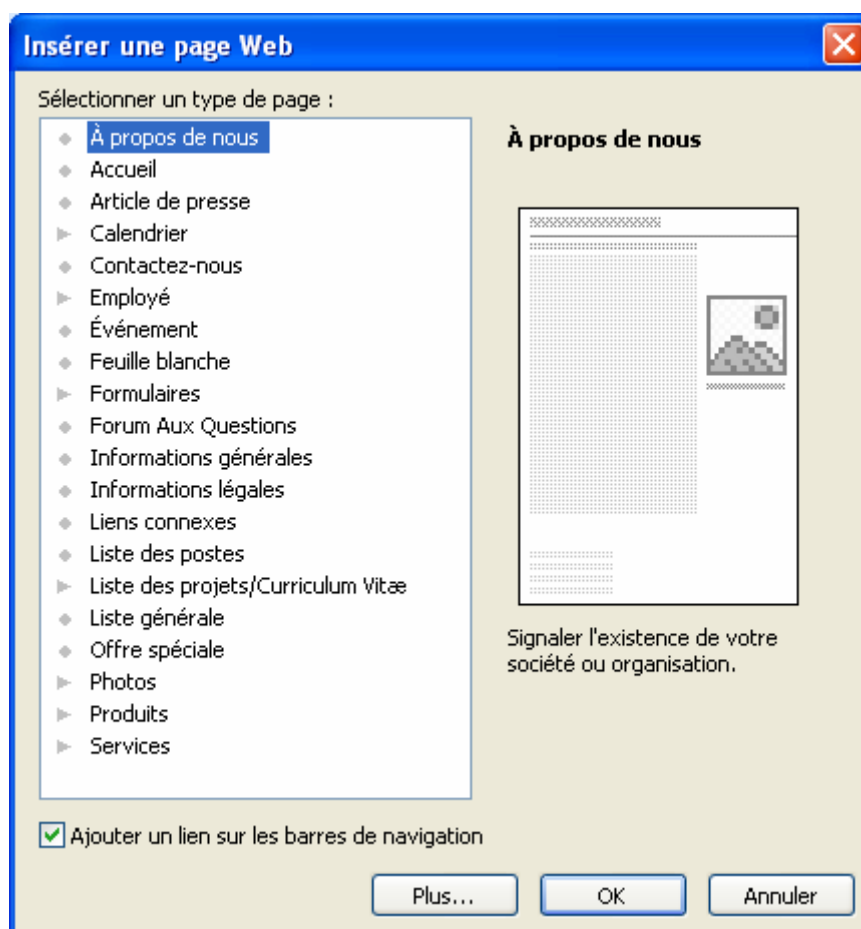 Insérer une page Web
Sélectionner un type de page :
À propos de nous
Accueil
Article de presse
Calendrier
Contactez-nous
Employé
Événement
Feuille blanche
Formulaires
Forum Aux Questions
Informations générales
Informations légales
Liens connexes
Liste des postes
Liste des projets/Curriculum Vitæ
Liste générale
Offre spéciale
Photos
Produits
Services
À propos de nous
Signaler l'existence de votre
société ou organisation.
Ajouter un lien sur les barres de navigation
Plus... OK Annuler